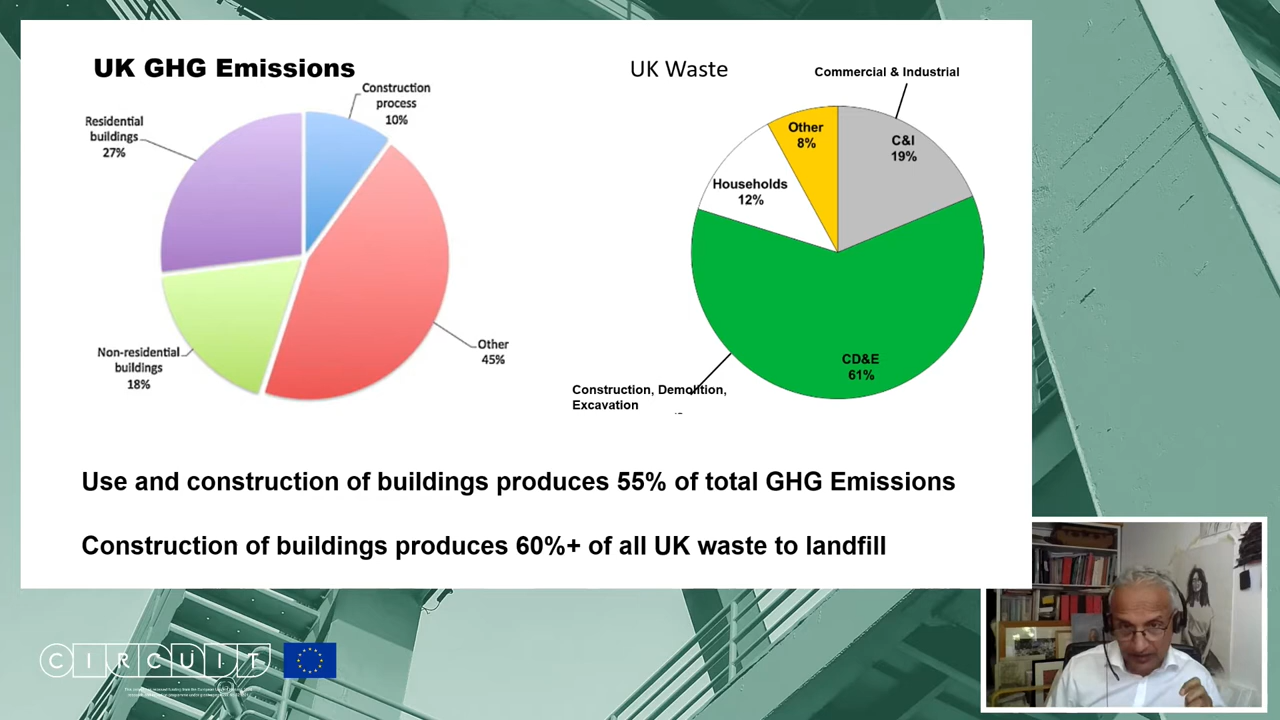 UK GHG Emissions
Construction
process
10%
Residential
buildings
27%
Other
45%
Non-residential
buildings
18%
UK Waste
Commercial & Industrial
Other
8%
C&I
19%
Households
12%
CD&E
61%
Construction, Demolition,
Excavation
Use and construction of buildings produces 55% of total GHG Emissions
Construction of buildings produces 60%+ of all UK waste to landfill
CIRCUIT